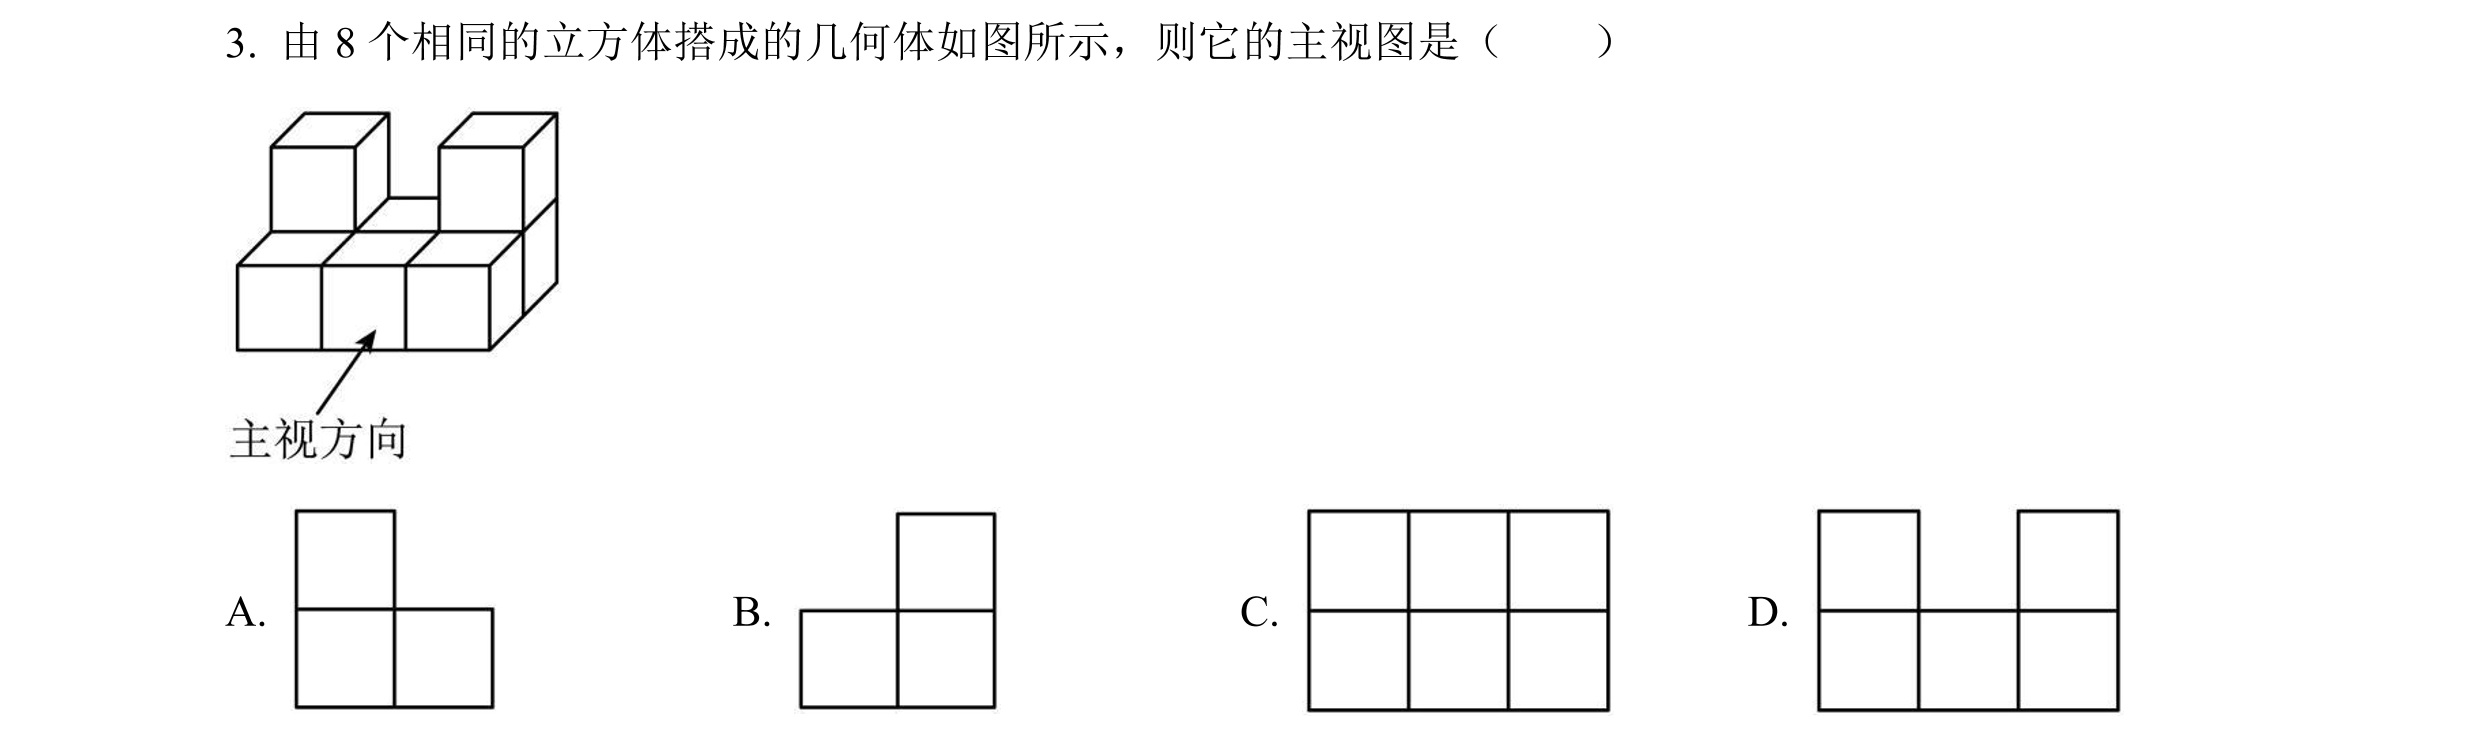 3. 由 8 个相同的立方体搭成的几何体如图所示，则它的主视图是（　　）
主视方向
A. B. C. D.